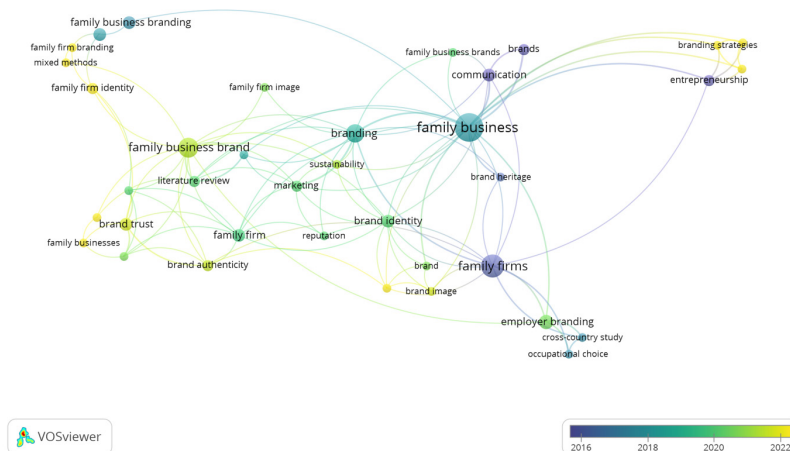 family business branding
family firm branding
mixed methods
family firm identity
family business brands
brands
communication
branding strategies
entrepreneurship
family firm image
family business
branding
family business brand
sustainability
literature review
marketing
brand heritage
brand trust
brand identity
family businesses
family firm
reputation
brand authenticity
brand
family firms
brand image
employer branding
cross-country study
occupational choice
VOSviewer
2016 2018 2020 2022